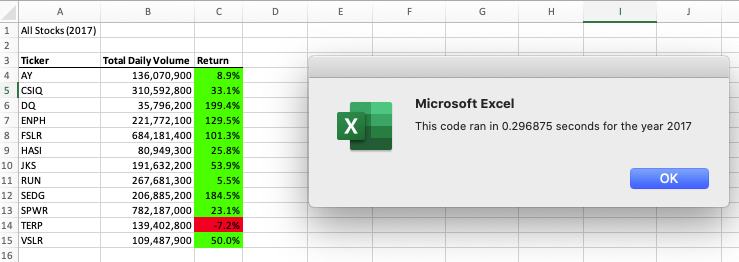 A B C D E F G H I J
1 All Stocks (2017)
2
3 Ticker Total Daily Volume Return
4 AY 136,070,900 8.9%
5 CSIQ 310,592,800 33.1%
6 DQ 35,796,200 199.4%
7 ENPH 221,772,100 129.5%
8 FSLR 684,181,400 101.3%
9 HASI 80,949,300 25.8%
10 JKS 191,632,200 53.9%
11 RUN 267,681,300 5.5%
12 SEDG 206,885,200 184.5%
13 SPWR 782,187,000 23.1%
14 TERP 139,402,800 -7.2%
15 VSLR 109,487,900 50.0%
16
X
Microsoft Excel
This code ran in 0.296875 seconds for the year 2017
OK